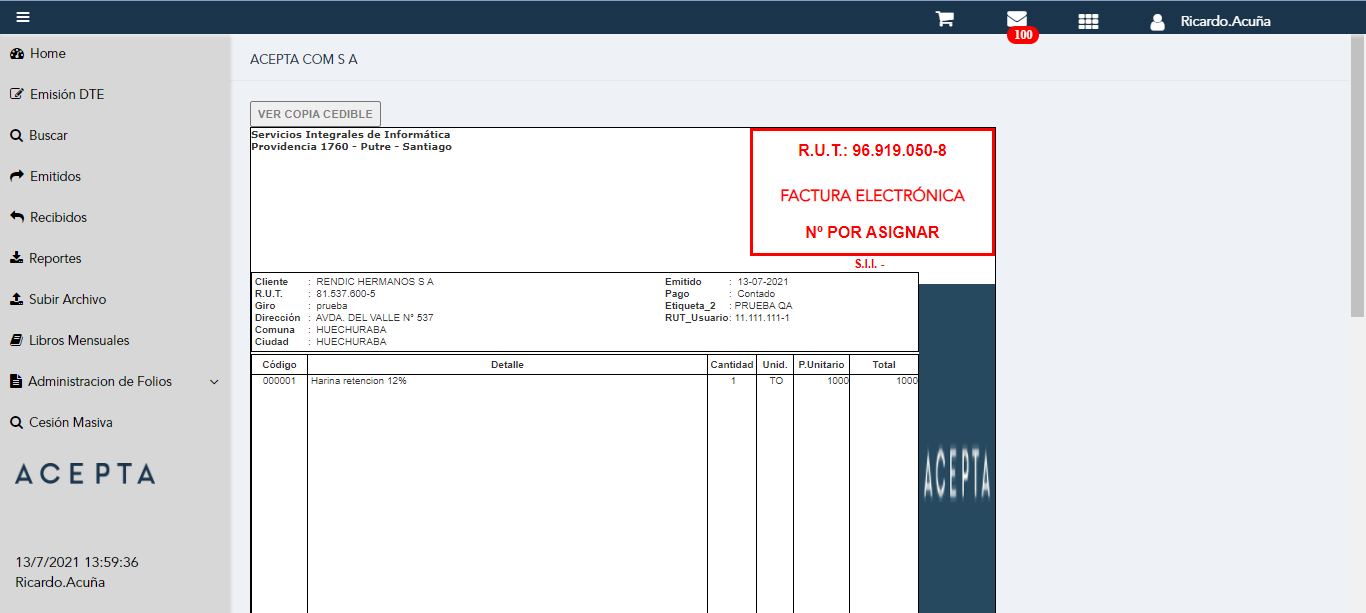 Ricardo.Acuña
100
Home
Emisión DTE
Buscar
Emitidos
Recibidos
Reportes
Subir Archivo
Libros Mensuales
Administracion de Folios
Cesión Masiva
ACEPTA
13/7/2021 13:59:36
Ricardo.Acuña
ACEPTA COM S A
VER COPIA CEDIBLE
Servicios Integrales de Informática
Providencia 1760 - Putre - Santiago
R.U.T.: 96.919.050-8
FACTURA ELECTRÓNICA
Nº POR ASIGNAR
S.I.I. -
Cliente : RENDIC HERMANOS S A Emitido : 13-07-2021
R.U.T. : 81.537.600-5 Pago : Contado
Giro : prueba Etiqueta_2 : PRUEBA QA
Dirección : AVDA. DEL VALLE N° 537 RUT_Usuario: 11.111.111-1
Comuna : HUECHURABA
Ciudad : HUECHURABA
Código Detalle Cantidad Unid. P.Unitario Total
000001 Harina retencion 12% 1 TO 1000 1000
ACEPTA